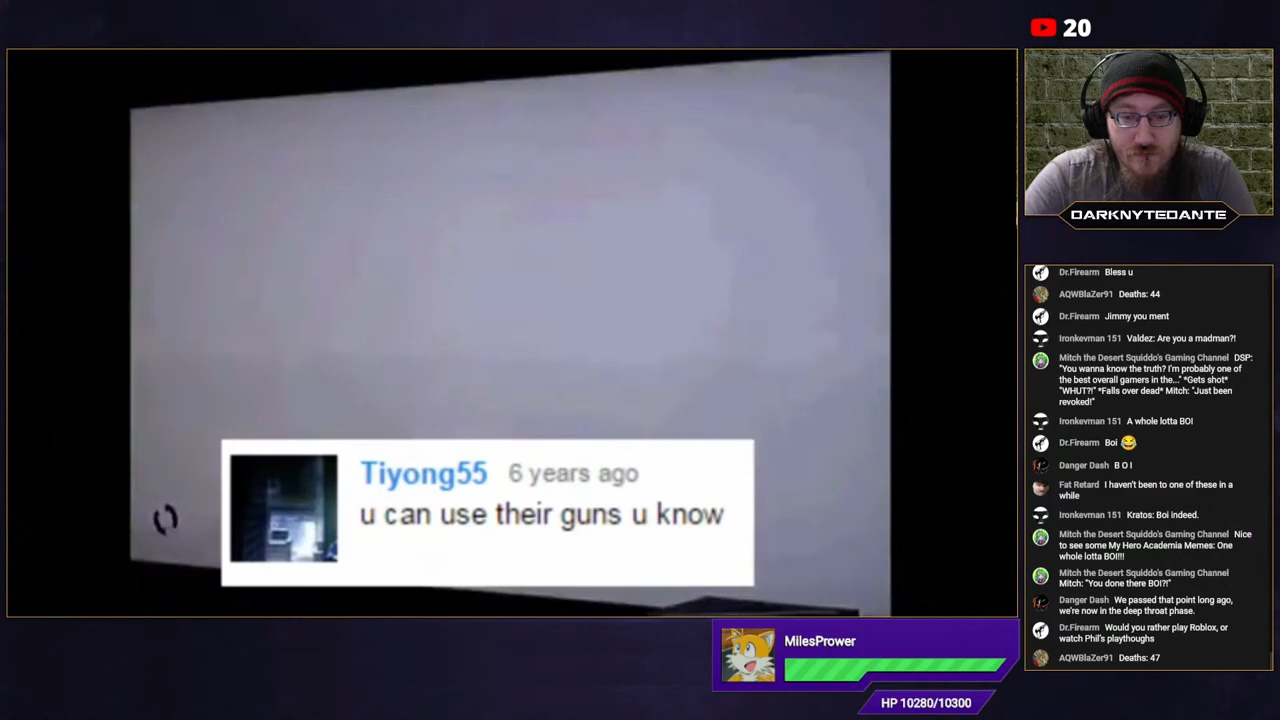 20
DARKNYTEDANTE
Dr.Firearm Bless u
AQWBlaZer91 Deaths: 44
Dr.Firearm Jimmy you ment
Ironkevman 151 Valdez: Are you a madman?!
Mitch the Desert Squiddo's Gaming Channel DSP:
"You wanna know the truth? I'm probably one of
the best overall gamers in the..." *Gets shot*
"WHUT?!" *Falls over dead* Mitch: "Just been
revoked!"
Ironkevman 151 A whole lotta BOI
Dr.Firearm Boi 😂
Danger Dash B O I
Fat Retard I haven't been to one of these in a
while
Ironkevman 151 Kratos: Boi indeed.
Mitch the Desert Squiddo's Gaming Channel Nice
to see some My Hero Academia Memes: One
whole lotta BOI!!!
Mitch the Desert Squiddo's Gaming Channel
Mitch: "You done there BOI?!"
Danger Dash We passed that point long ago,
we're now in the deep throat phase.
Dr.Firearm Would you rather play Roblox, or
watch Phil's playthoughs
AQWBlaZer91 Deaths: 47
Tiyong55 6 years ago
u can use their guns u know
MilesPrower
HP 10280/10300